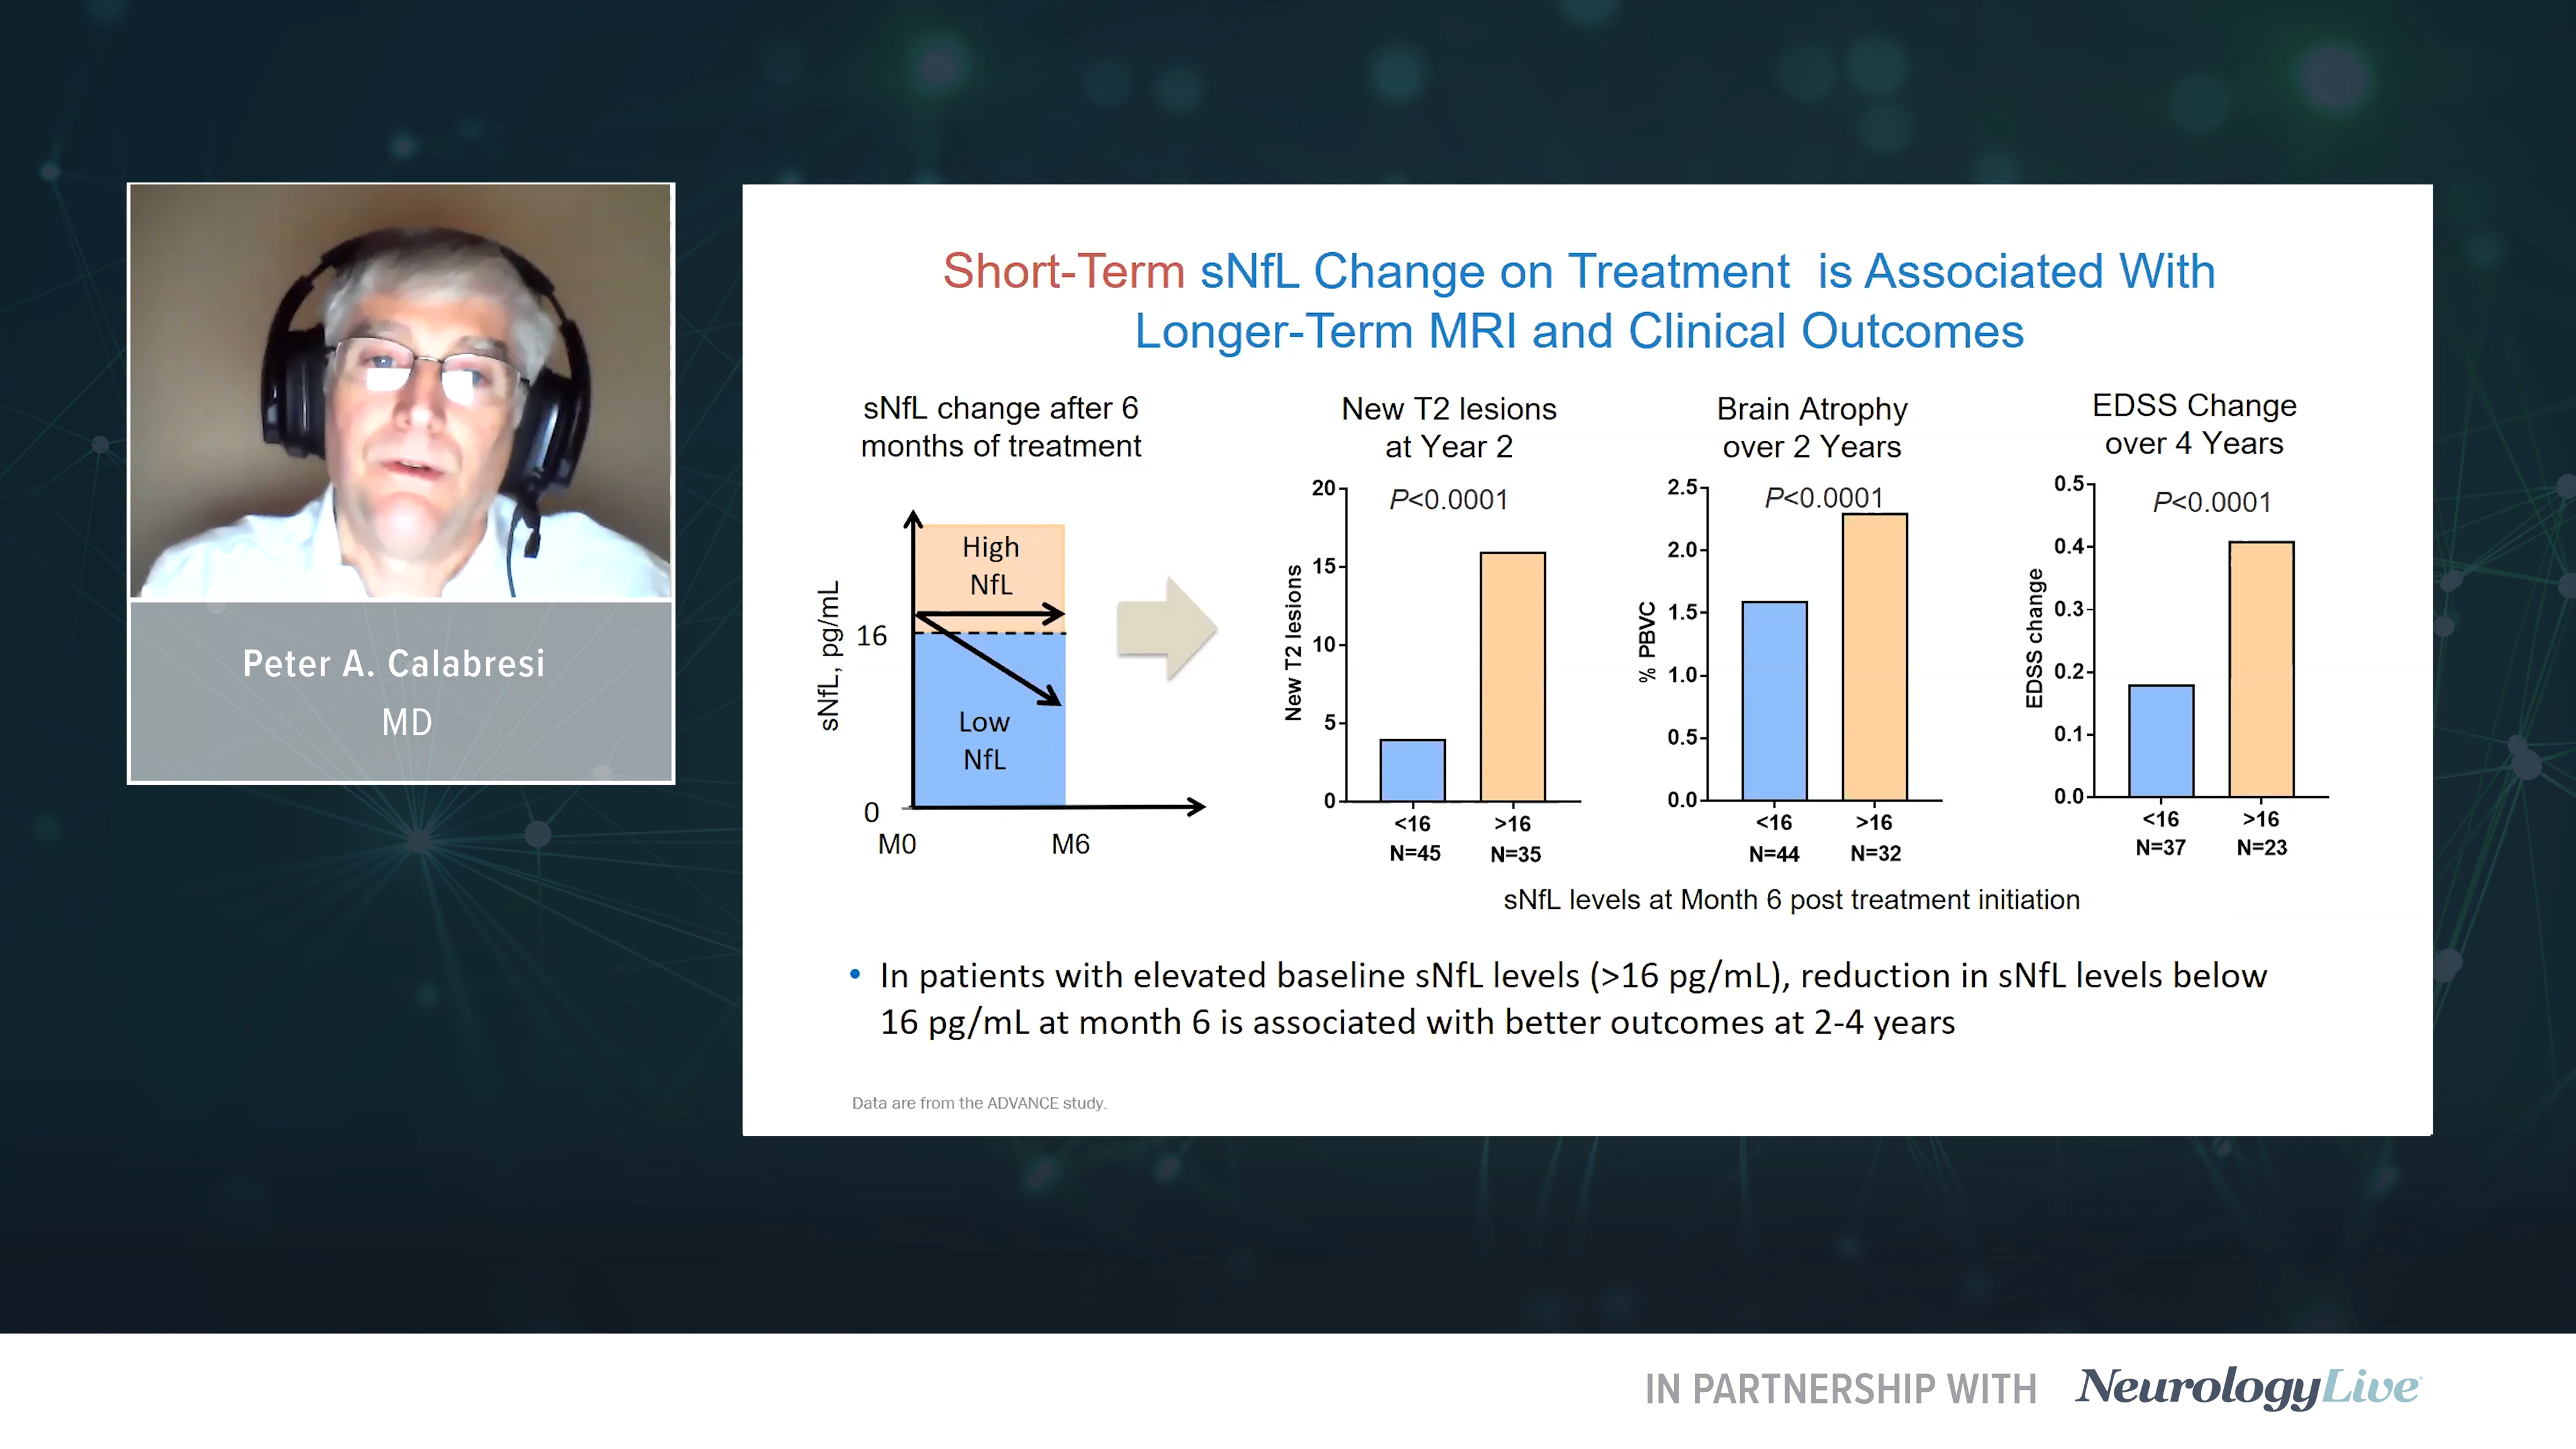 Peter A. Calabresi
MD
Short-Term sNfL Change on Treatment is Associated With
Longer-Term MRI and Clinical Outcomes
sNfL change after 6
months of treatment
sNfL, pg/mL
High
NfL
16
Low
NfL
0
M0
M6
New T2 lesions
at Year 2
P<0.0001
New T2 lesions
20
15
10
5
0
<16
>16
N=45
N=35
Brain Atrophy
over 2 Years
P<0.0001
% PBVC
2.5
2.0
1.5
1.0
0.5
0.0
<16
>16
N=44
N=32
EDSS Change
over 4 Years
P<0.0001
EDSS change
0.5
0.4
0.3
0.2
0.1
0.0
<16
>16
N=37
N=23
sNfL levels at Month 6 post treatment initiation
• In patients with elevated baseline sNfL levels (>16 pg/mL), reduction in sNfL levels below
16 pg/mL at month 6 is associated with better outcomes at 2-4 years
Data are from the ADVANCE study.
IN PARTNERSHIP WITH NeurologyLive